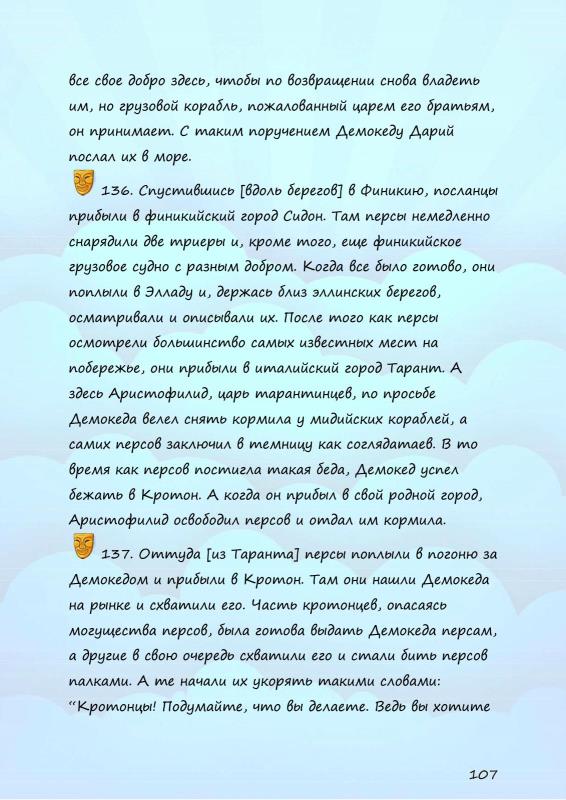 все свое добро здесь, чтобы по возвращении снова владеть
им, но грузовой корабль, пожалованный царем его братьям,
он принимает. С таким поручением Демокеду Дарий
послал их в море.
136. Спустившись [вдоль берегов] в Финикию, посланцы
прибыли в финикийский город Сидон. Там персы немедленно
снарядили две триеры и, кроме того, еще финикийское
грузовое судно с разным добром. Когда все было готово, они
поплыли в Элладу и, держась близ эллинских берегов,
осматривали и описывали их. После того как персы
осмотрели большинство самых известных мест на
побережье, они прибыли в италийский город Тарант. А
здесь Аристофилид, царь тарантинцев, по просьбе
Демокеда велел снять кормила у мидийских кораблей, а
самих персов заключил в темницу как соглядатаев. В то
время как персов постигла такая беда, Демокед успел
бежать в Кротон. А когда он прибыл в свой родной город,
Аристофилид освободил персов и отдал им кормила.
137. Оттуда [из Таранта] персы поплыли в погоню за
Демокедом и прибыли в Кротон. Там они нашли Демокеда
на рынке и схватили его. Часть кротонцев, опасаясь
могущества персов, была готова выдать Демокеда персам,
а другие в свою очередь схватили его и стали бить персов
палками. А те начали их укорять такими словами:
“Кротонцы! Подумайте, что вы делаете. Ведь вы хотите
107